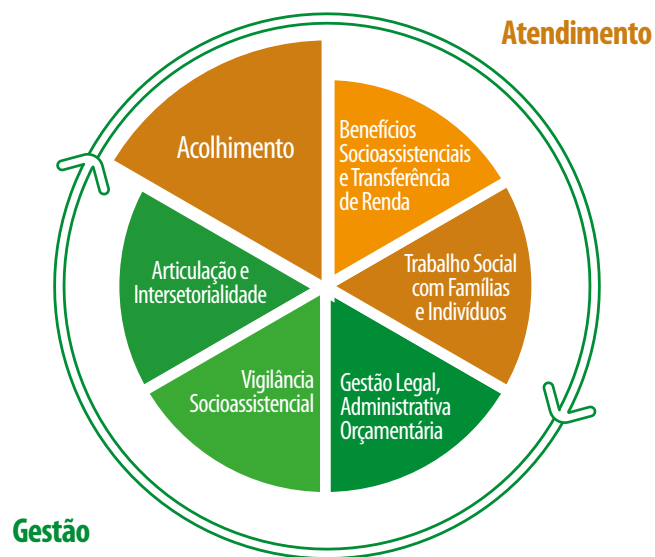 Atendimento
Acolhimento
Benefícios
Socioassistenciais
e Transferência
de Renda
Trabalho Social
com Famílias
e Indivíduos
Gestão Legal,
Administrativa
Orçamentária
Vigilância
Socioassistencial
Articulação e
Intersetorialidade
Gestão